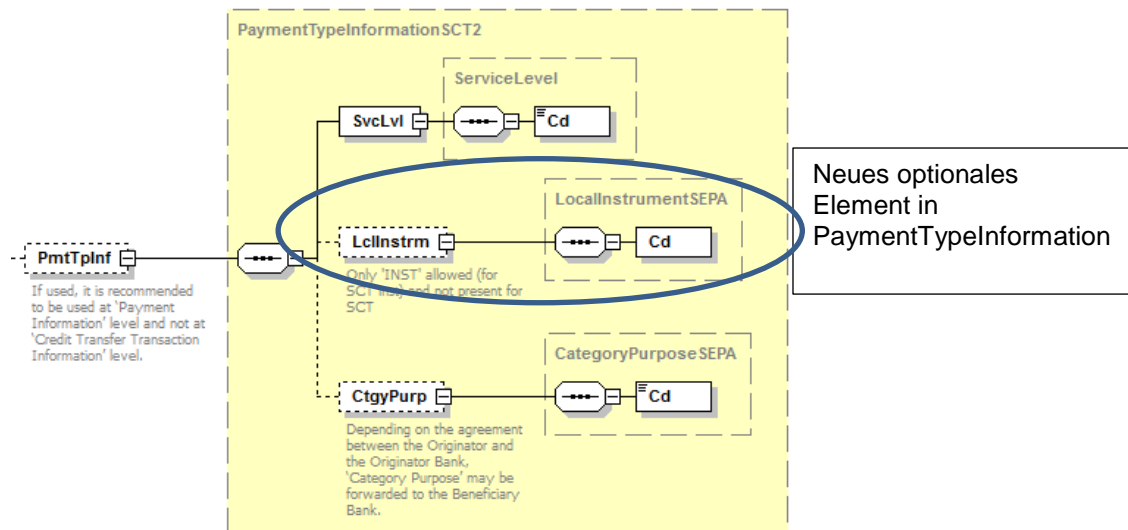 PaymentTypeInformationSCT2
ServiceLevel
SvcLvl
Cd
LocalInstrumentSEPA
LclInstrm
Cd
Only 'INST' allowed (for
SCT Inst) and not present for
SCT
PmtTpInf
If used, it is recommended
to be used at 'Payment
Information' level and not at
'Credit Transfer Transaction
Information' level.
CategoryPurposeSEPA
CtgyPurp
Cd
Depending on the agreement
between the Originator and
the Originator Bank,
'Category Purpose' may be
forwarded to the Beneficiary
Bank.
Neues optionales
Element in
PaymentTypeInformation